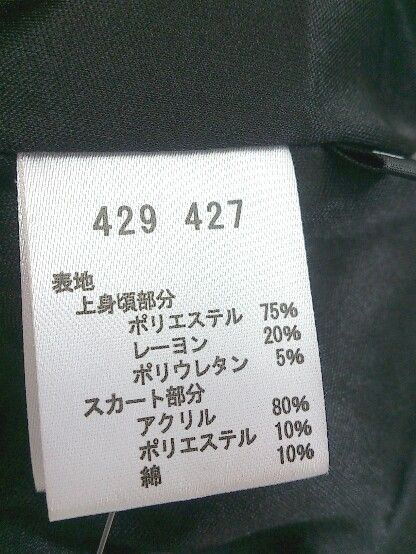 429 427
表地
上身頃部分
ポリエステル 75%
レーヨン 20%
ポリウレタン 5%
スカート部分
アクリル 80%
ポリエステル 10%
綿 10%